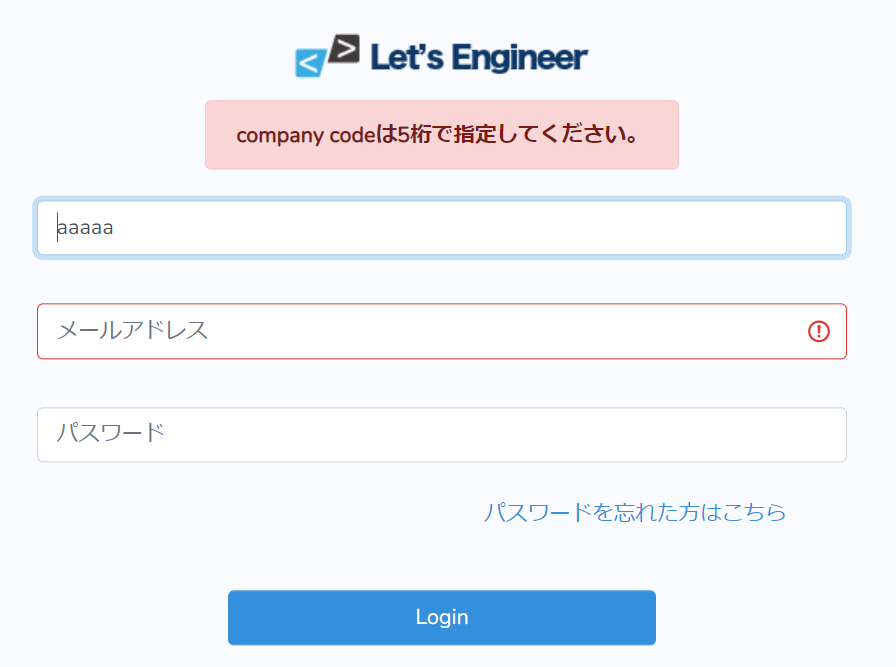 Let's Engineer
company codeは5桁で指定してください。
aaaaa
メールアドレス
パスワード
パスワードを忘れた方はこちら
Login